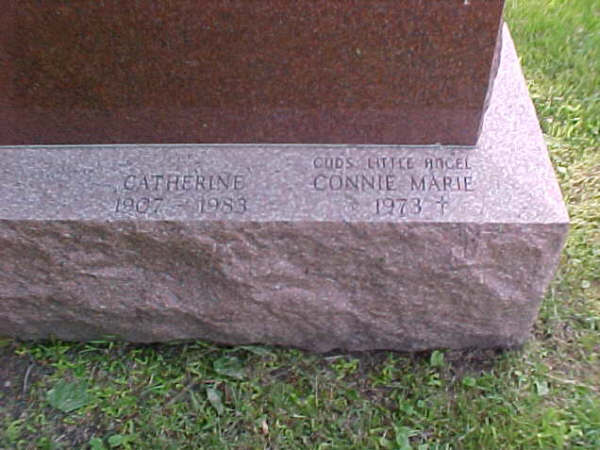 CATHERINE
1907 - 1983
GODS LITTLE ANGEL
CONNIE MARIE
✝ 1973 ✝